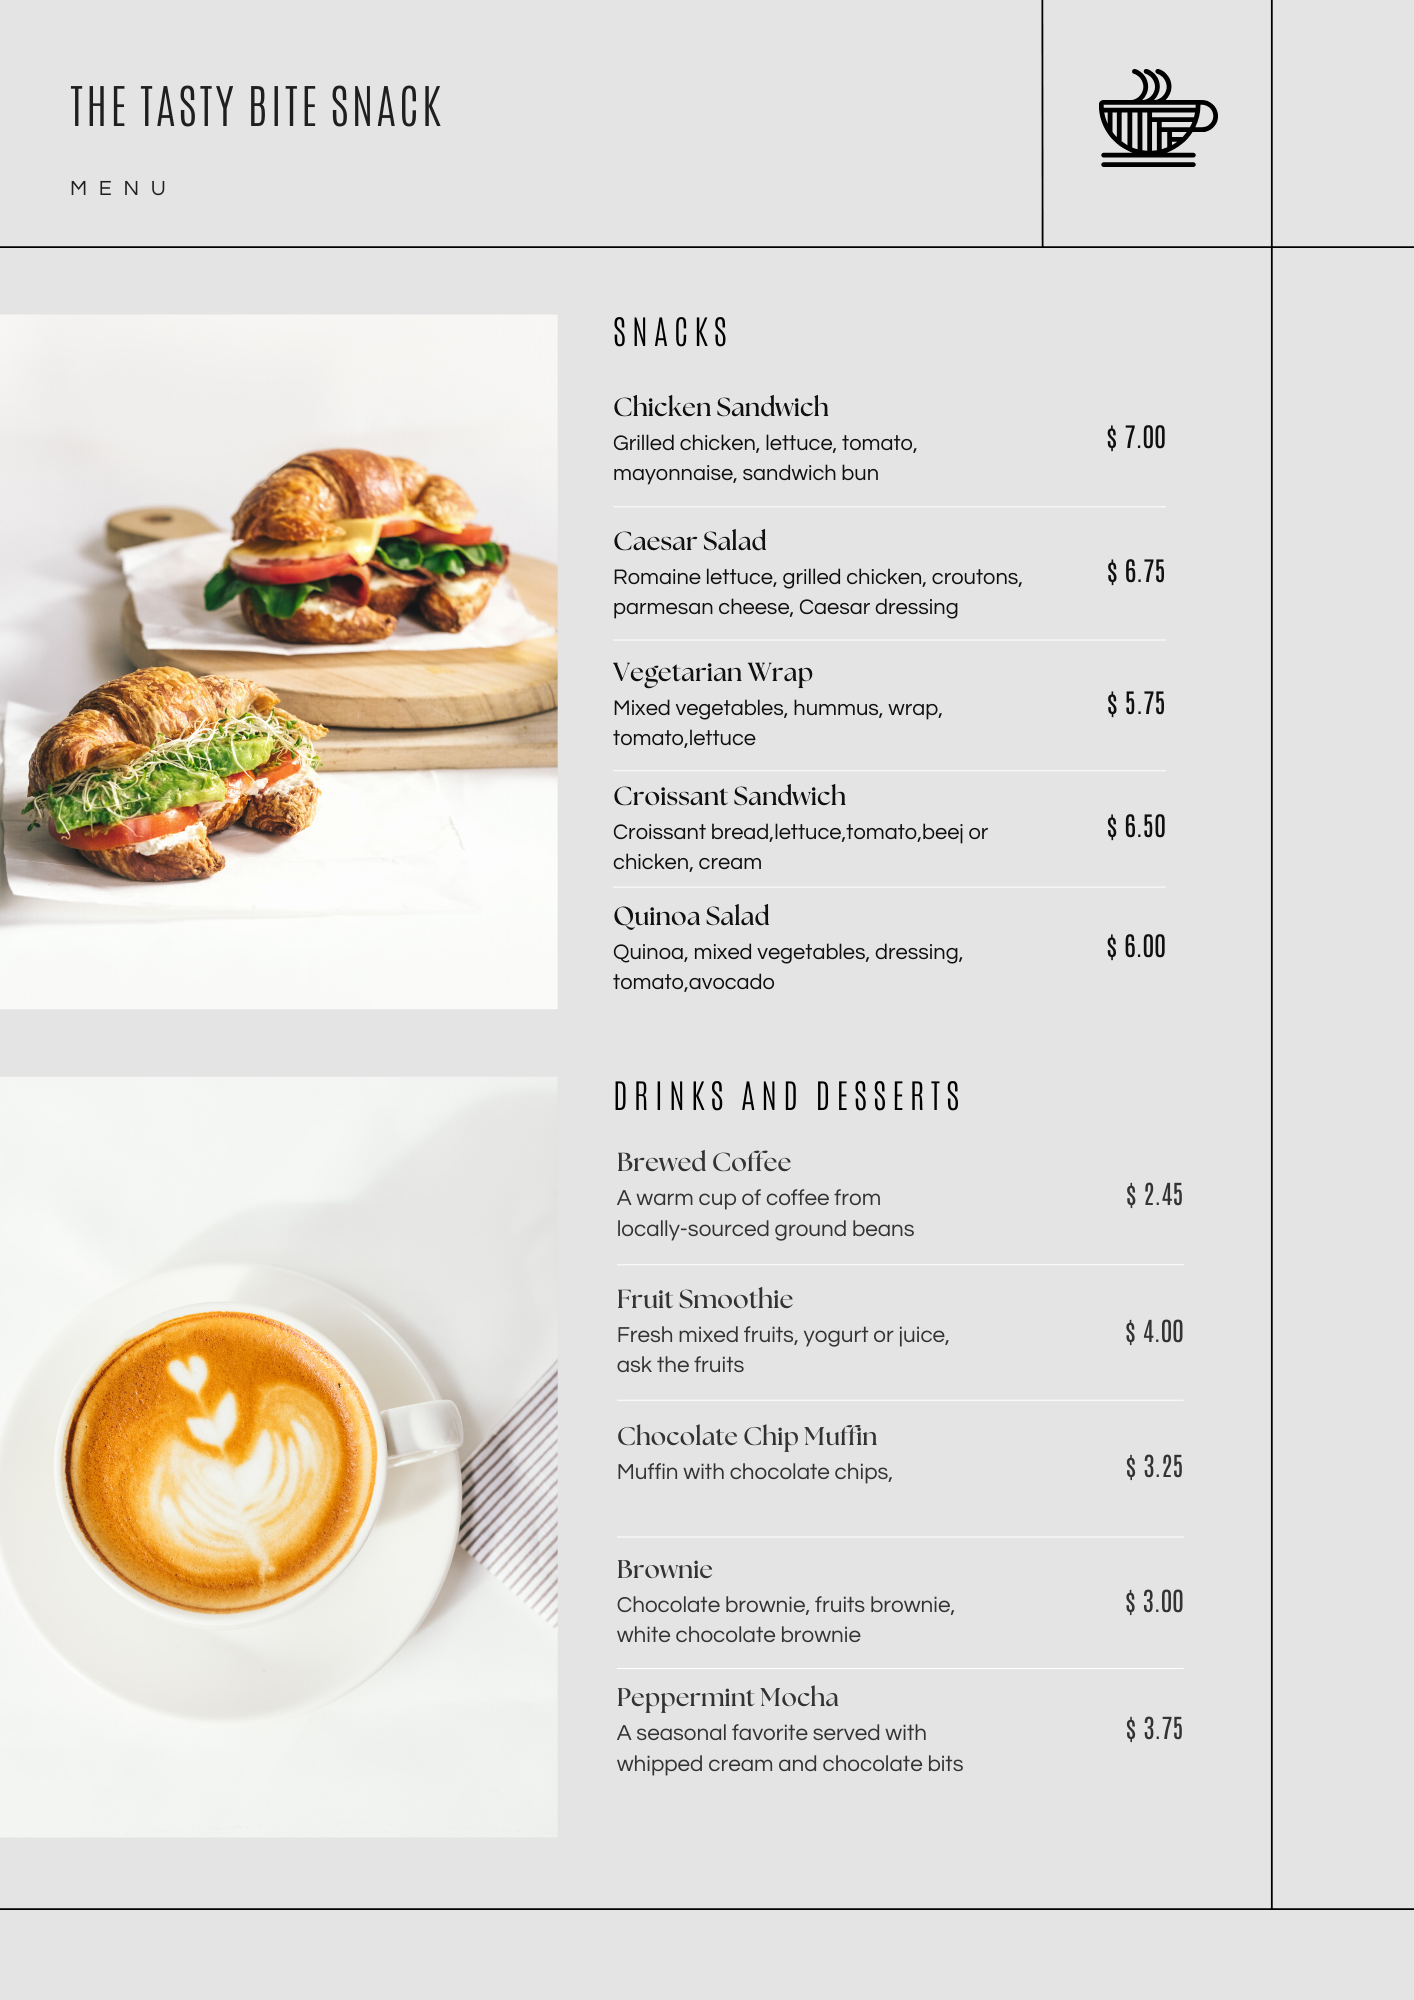 THE TASTY BITE SNACK
MENU
SNACKS
Chicken Sandwich
Grilled chicken, lettuce, tomato,
mayonnaise, sandwich bun
$ 7.00
Caesar Salad
Romaine lettuce, grilled chicken, croutons,
parmesan cheese, Caesar dressing
$ 6.75
Vegetarian Wrap
Mixed vegetables, hummus, wrap,
tomato,lettuce
$ 5.75
Croissant Sandwich
Croissant bread,lettuce,tomato,beej or
chicken, cream
$ 6.50
Quinoa Salad
Quinoa, mixed vegetables, dressing,
tomato,avocado
$ 6.00
DRINKS AND DESSERTS
Brewed Coffee
A warm cup of coffee from
locally-sourced ground beans
$ 2.45
Fruit Smoothie
Fresh mixed fruits, yogurt or juice,
ask the fruits
$ 4.00
Chocolate Chip Muffin
Muffin with chocolate chips,
$ 3.25
Brownie
Chocolate brownie, fruits brownie,
white chocolate brownie
$ 3.00
Peppermint Mocha
A seasonal favorite served with
whipped cream and chocolate bits
$ 3.75